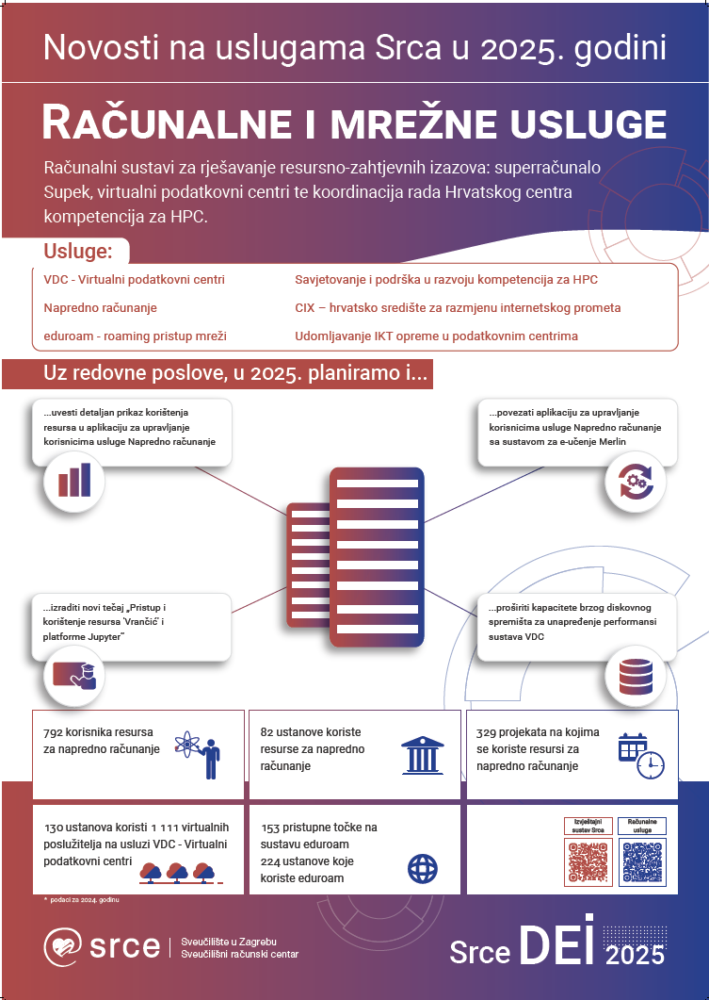 Novosti na uslugama Srca u 2025. godini
RAČUNALNE I MREŽNE USLUGE
Računalni sustavi za rješavanje resursno-zahtjevnih izazova: superračunalo
Supek, virtualni podatkovni centri te koordinacija rada Hrvatskog centra
kompetencija za HPC.
Usluge:
VDC - Virtualni podatkovni centri
Napredno računanje
eduroam - roaming pristup mreži
Savjetovanje i podrška u razvoju kompetencija za HPC
CIX – hrvatsko središte za razmjenu internetskog prometa
Udomljavanje IKT opreme u podatkovnim centrima
Uz redovne poslove, u 2025. planiramo i...
...uvesti detaljan prikaz korištenja
resursa u aplikaciju za upravljanje
korisnicima usluge Napredno računanje
...povezati aplikaciju za upravljanje
korisnicima usluge Napredno računanje
sa sustavom za e-učenje Merlin
...izraditi novi tečaj „Pristup i
korištenje resursa 'Vrančić' i
platforme Jupyter“
...proširiti kapacitete brzog diskovnog
spremišta za unapređenje performansi
sustava VDC
792 korisnika resursa
za napredno računanje
82 ustanove koriste
resurse za napredno
računanje
329 projekata na kojima
se koriste resursi za
napredno računanje
130 ustanova koristi 1 111 virtualnih
poslužitelja na usluzi VDC - Virtualni
podatkovni centri
153 pristupne točke na
sustavu eduroam
224 ustanove koje
koriste eduroam
Izvještajni
sustav Srca
Računalne
usluge
* podaci za 2024. godinu
srce
Sveučilište u Zagrebu
Sveučilišni računski centar
Srce DEI 2025